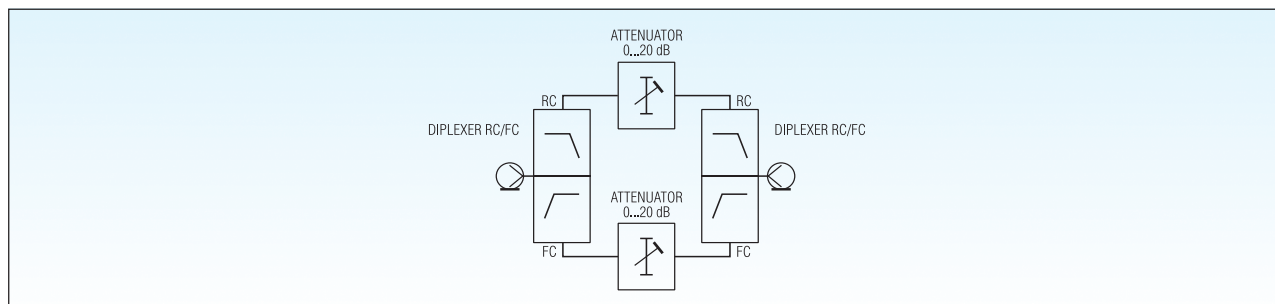 ATTENUATOR
0...20 dB
RC
RC
DIPLEXER RC/FC
DIPLEXER RC/FC
ATTENUATOR
0...20 dB
FC
FC